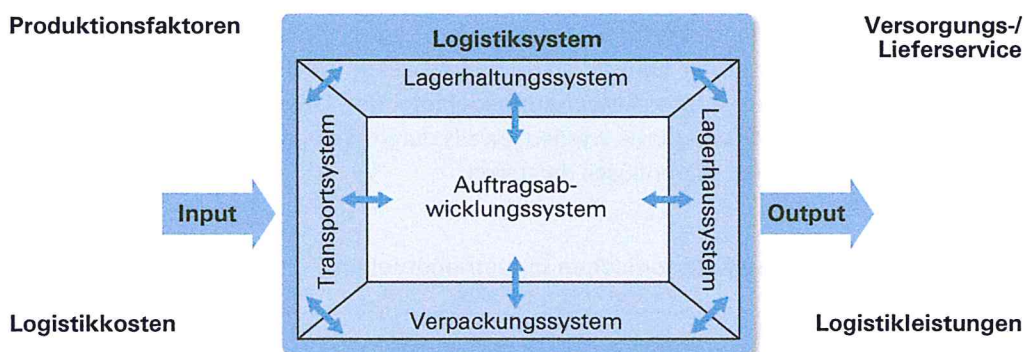 Produktionsfaktoren
Versorgungs-/
Lieferservice
Logistiksystem
Lagerhaltungssystem
Transportsystem
Auftragsab-
wicklungssystem
Lagerhaussystem
Input
Output
Verpackungssystem
Logistikkosten
Logistikleistungen